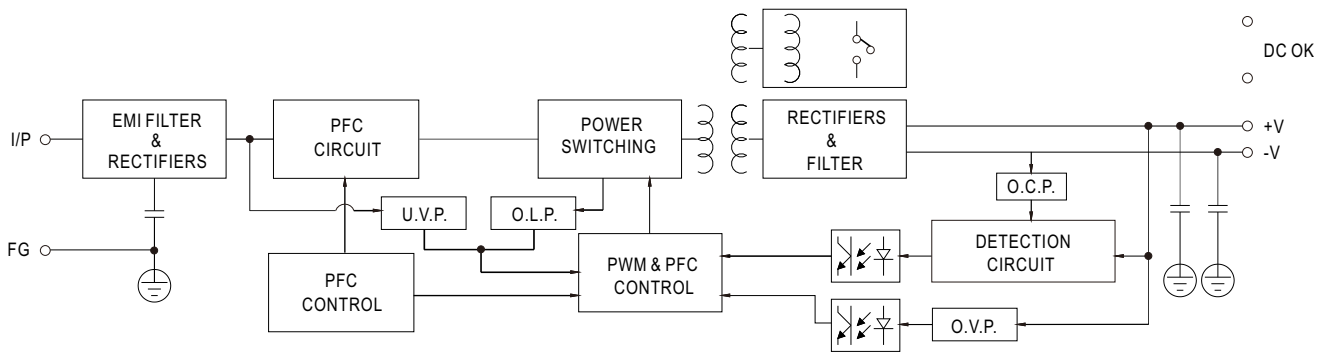 DC OK
I/P
EMI FILTER
&
RECTIFIERS
PFC
CIRCUIT
POWER
SWITCHING
RECTIFIERS
&
FILTER
+V
-V
O.C.P.
U.V.P.
O.L.P.
FG
PFC
CONTROL
PWM & PFC
CONTROL
DETECTION
CIRCUIT
O.V.P.